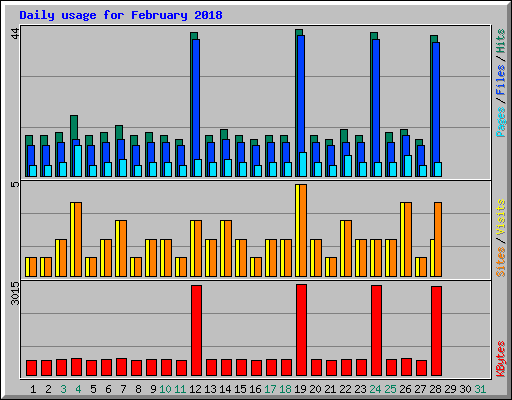 Daily usage for February 2018
44
Pages / Files / Hits
5
Sites / Visits
3015
KBytes
1 2 3 4 5 6 7 8 9 10 11 12 13 14 15 16 17 18 19 20 21 22 23 24 25 26 27 28 29 30 31